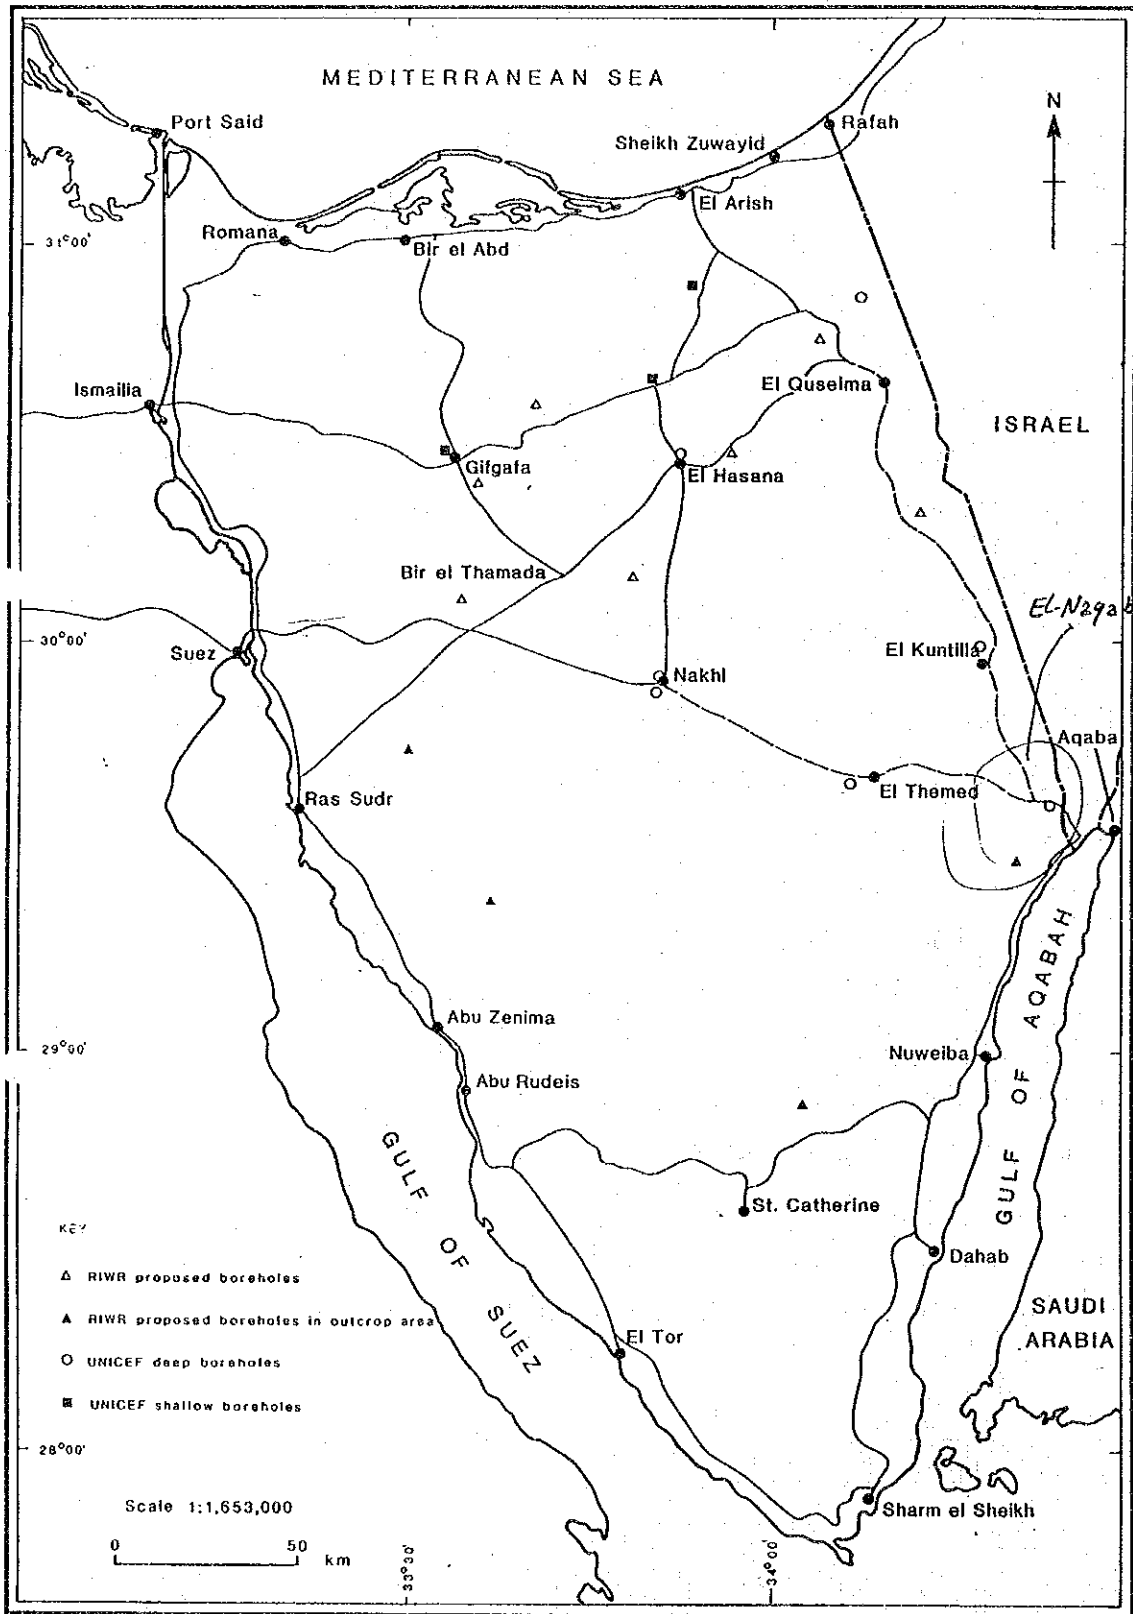 MEDITERRANEAN SEA
N
Port Said
Rafah
Sheikh Zuwayid
El Arish
Romana
31°00'
Bir el Abd
Ismailia
El Quselma
ISRAEL
Gifgafa
El Hasana
Bir el Thamada
El-Naqab
30°00'
Suez
El Kuntilla
Nakhl
Aqaba
El Themed
Ras Sudr
GULF OF AQABAH
Abu Zenima
29°00'
Nuweiba
Abu Rudeis
GULF OF SUEZ
St. Catherine
KEY
Dahab
△ RIWR proposed boreholes
▲ RIWR proposed boreholes in outcrop area
SAUDI
ARABIA
El Tor
○ UNICEF deep boreholes
■ UNICEF shallow boreholes
28°00'
Scale 1:1,653,000
Sharm el Sheikh
0 50 km
33°30'
34°00'